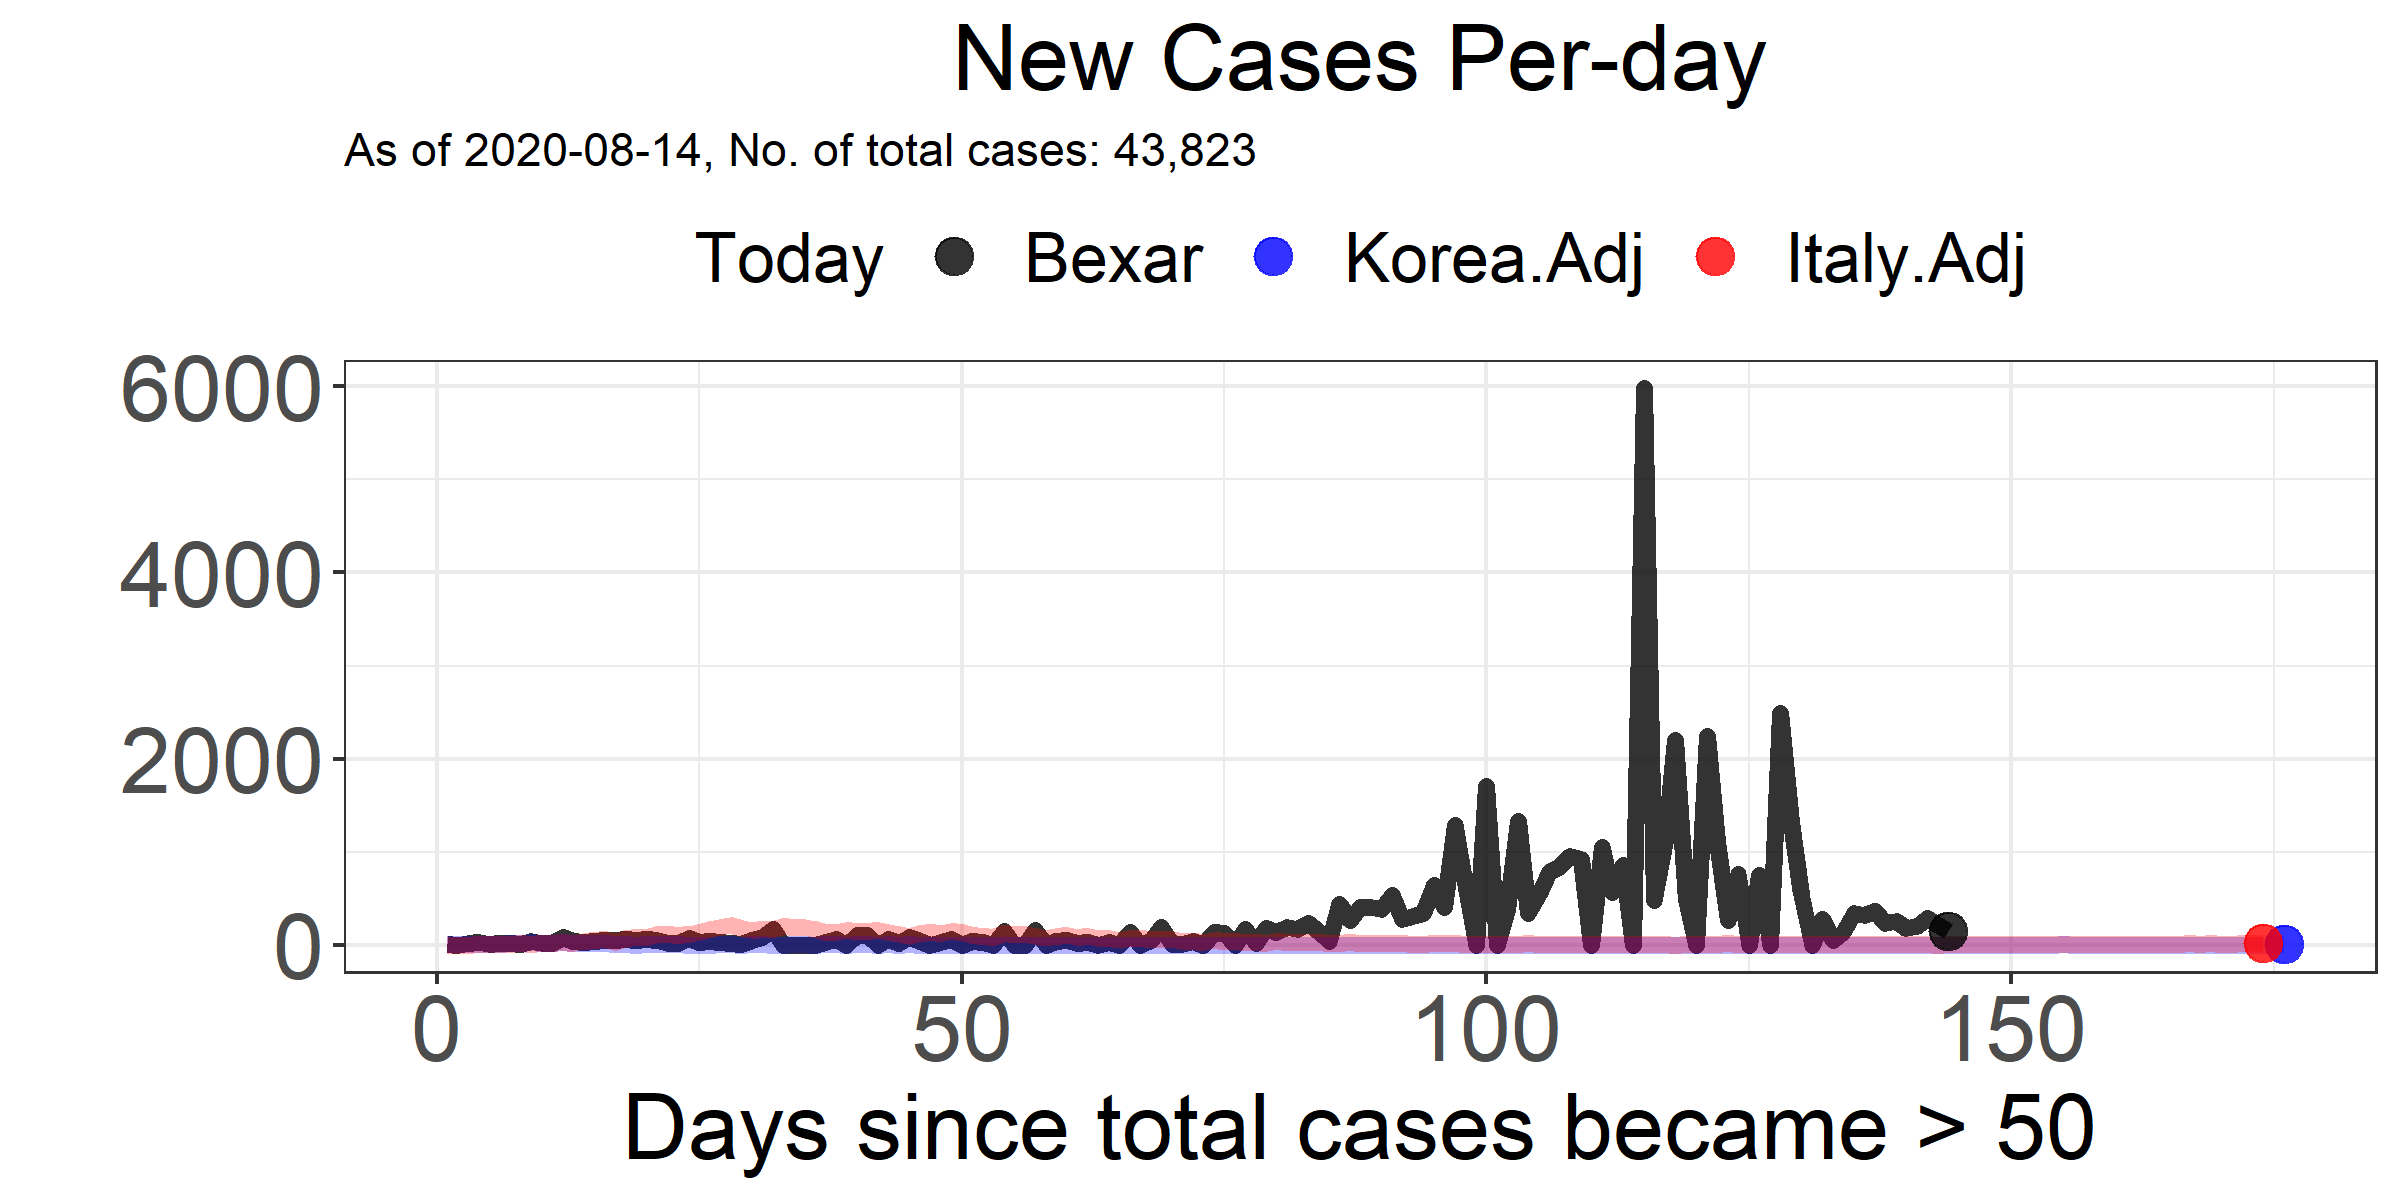 New Cases Per-day
As of 2020-08-14, No. of total cases: 43,823
Today Bexar Korea.Adj Italy.Adj
6000
4000
2000
0
0 50 100 150
Days since total cases became > 50